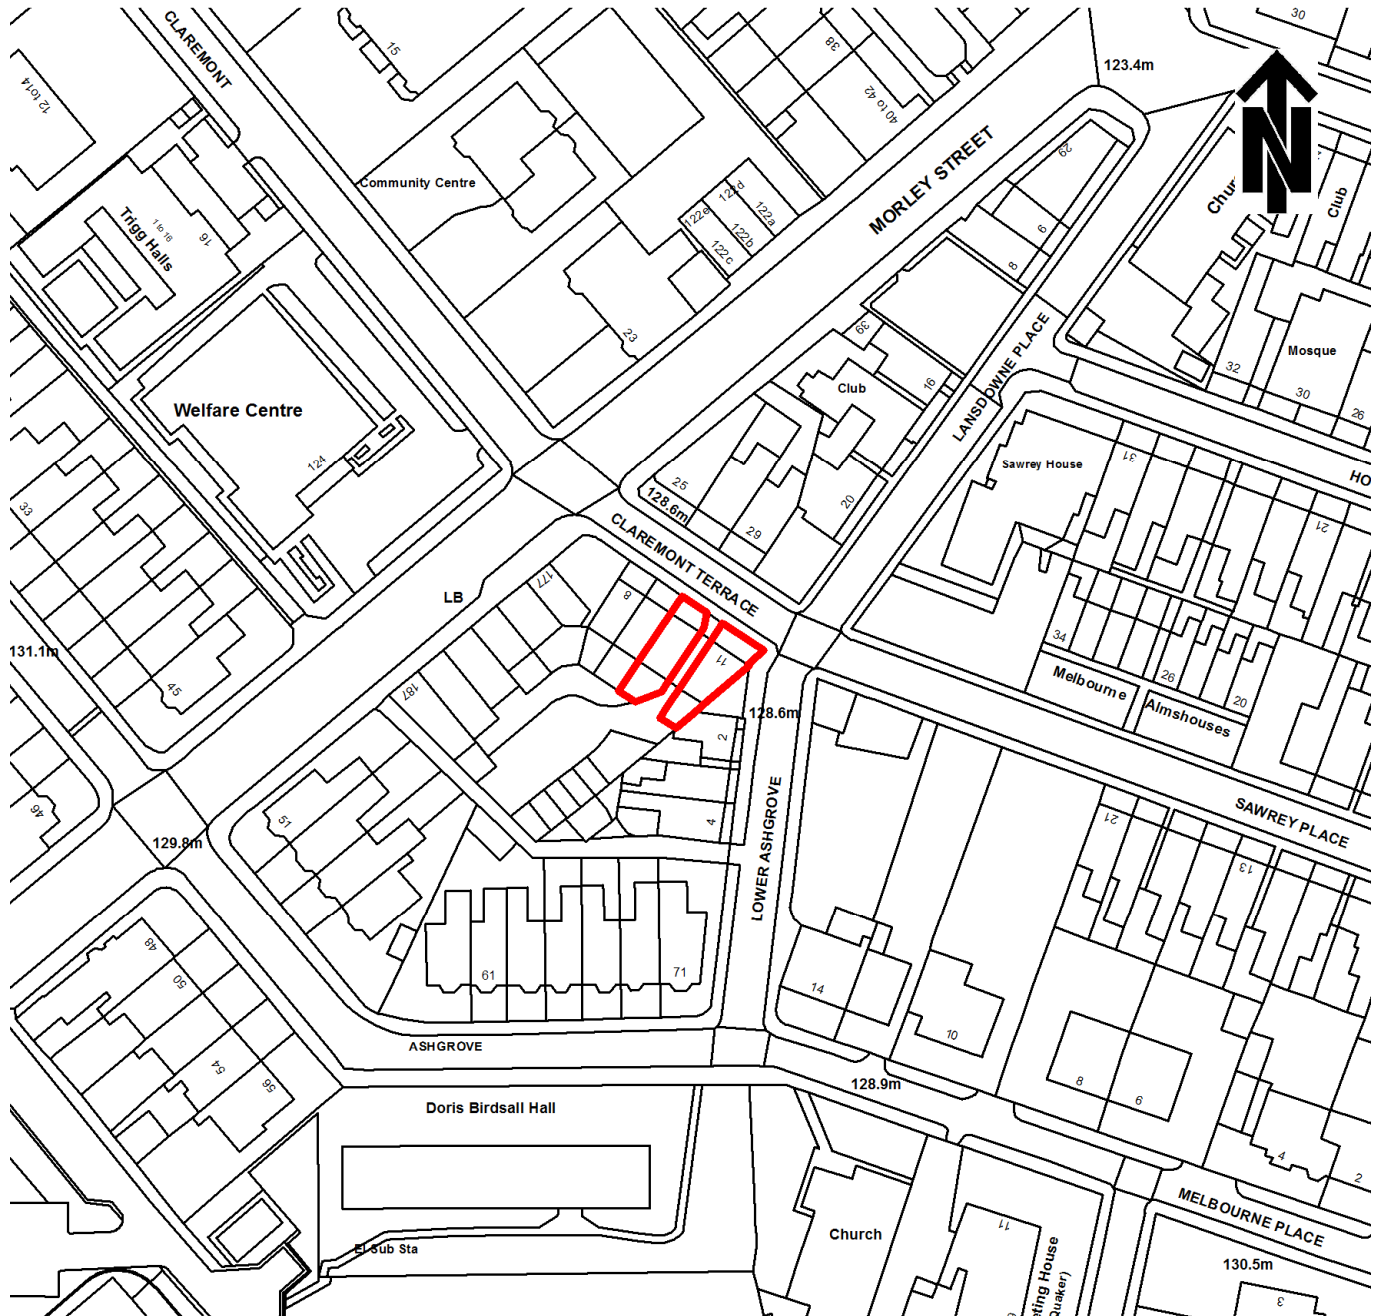 CLAREMONT
15
38
30
12 to 14
123.4m
40 to 42
N
29
MORLEY STREET
Community Centre
Club
122e
122d
122a
122b
122c
Trigg Halls
1 to 16
16
6
8
23
39
LANSDOWNE PLACE
Mosque
32
30
26
Club
16
Welfare Centre
124
31
Sawrey House
25
128.6m
29
20
HO
21
33
CLAREMONT TERRACE
177
8
LB
11
34
26
20
Melbourne
Almshouses
131.1m
45
187
128.6m
2
4
LOWER ASHGROVE
SAWREY PLACE
21
13
46
51
129.8m
48
50
54
56
61
71
14
10
8
6
4
2
ASHGROVE
128.9m
Doris Birdsall Hall
MELBOURNE PLACE
Church
11
El Sub Sta
130.5m
3
eting House
Quaker)